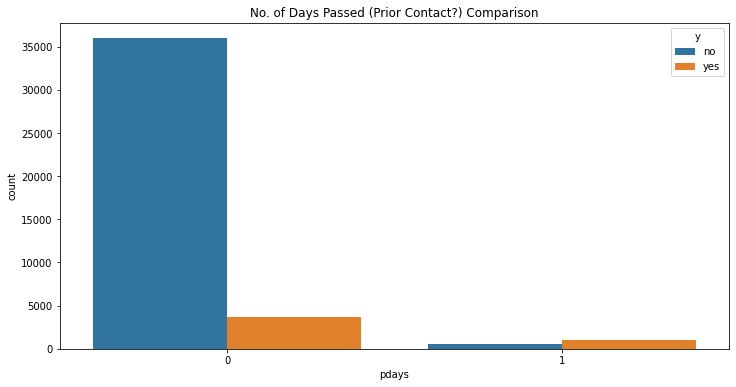 No. of Days Passed (Prior Contact?) Comparison
y
no
yes
35000
30000
25000
20000
15000
10000
5000
0
count
0
1
pdays